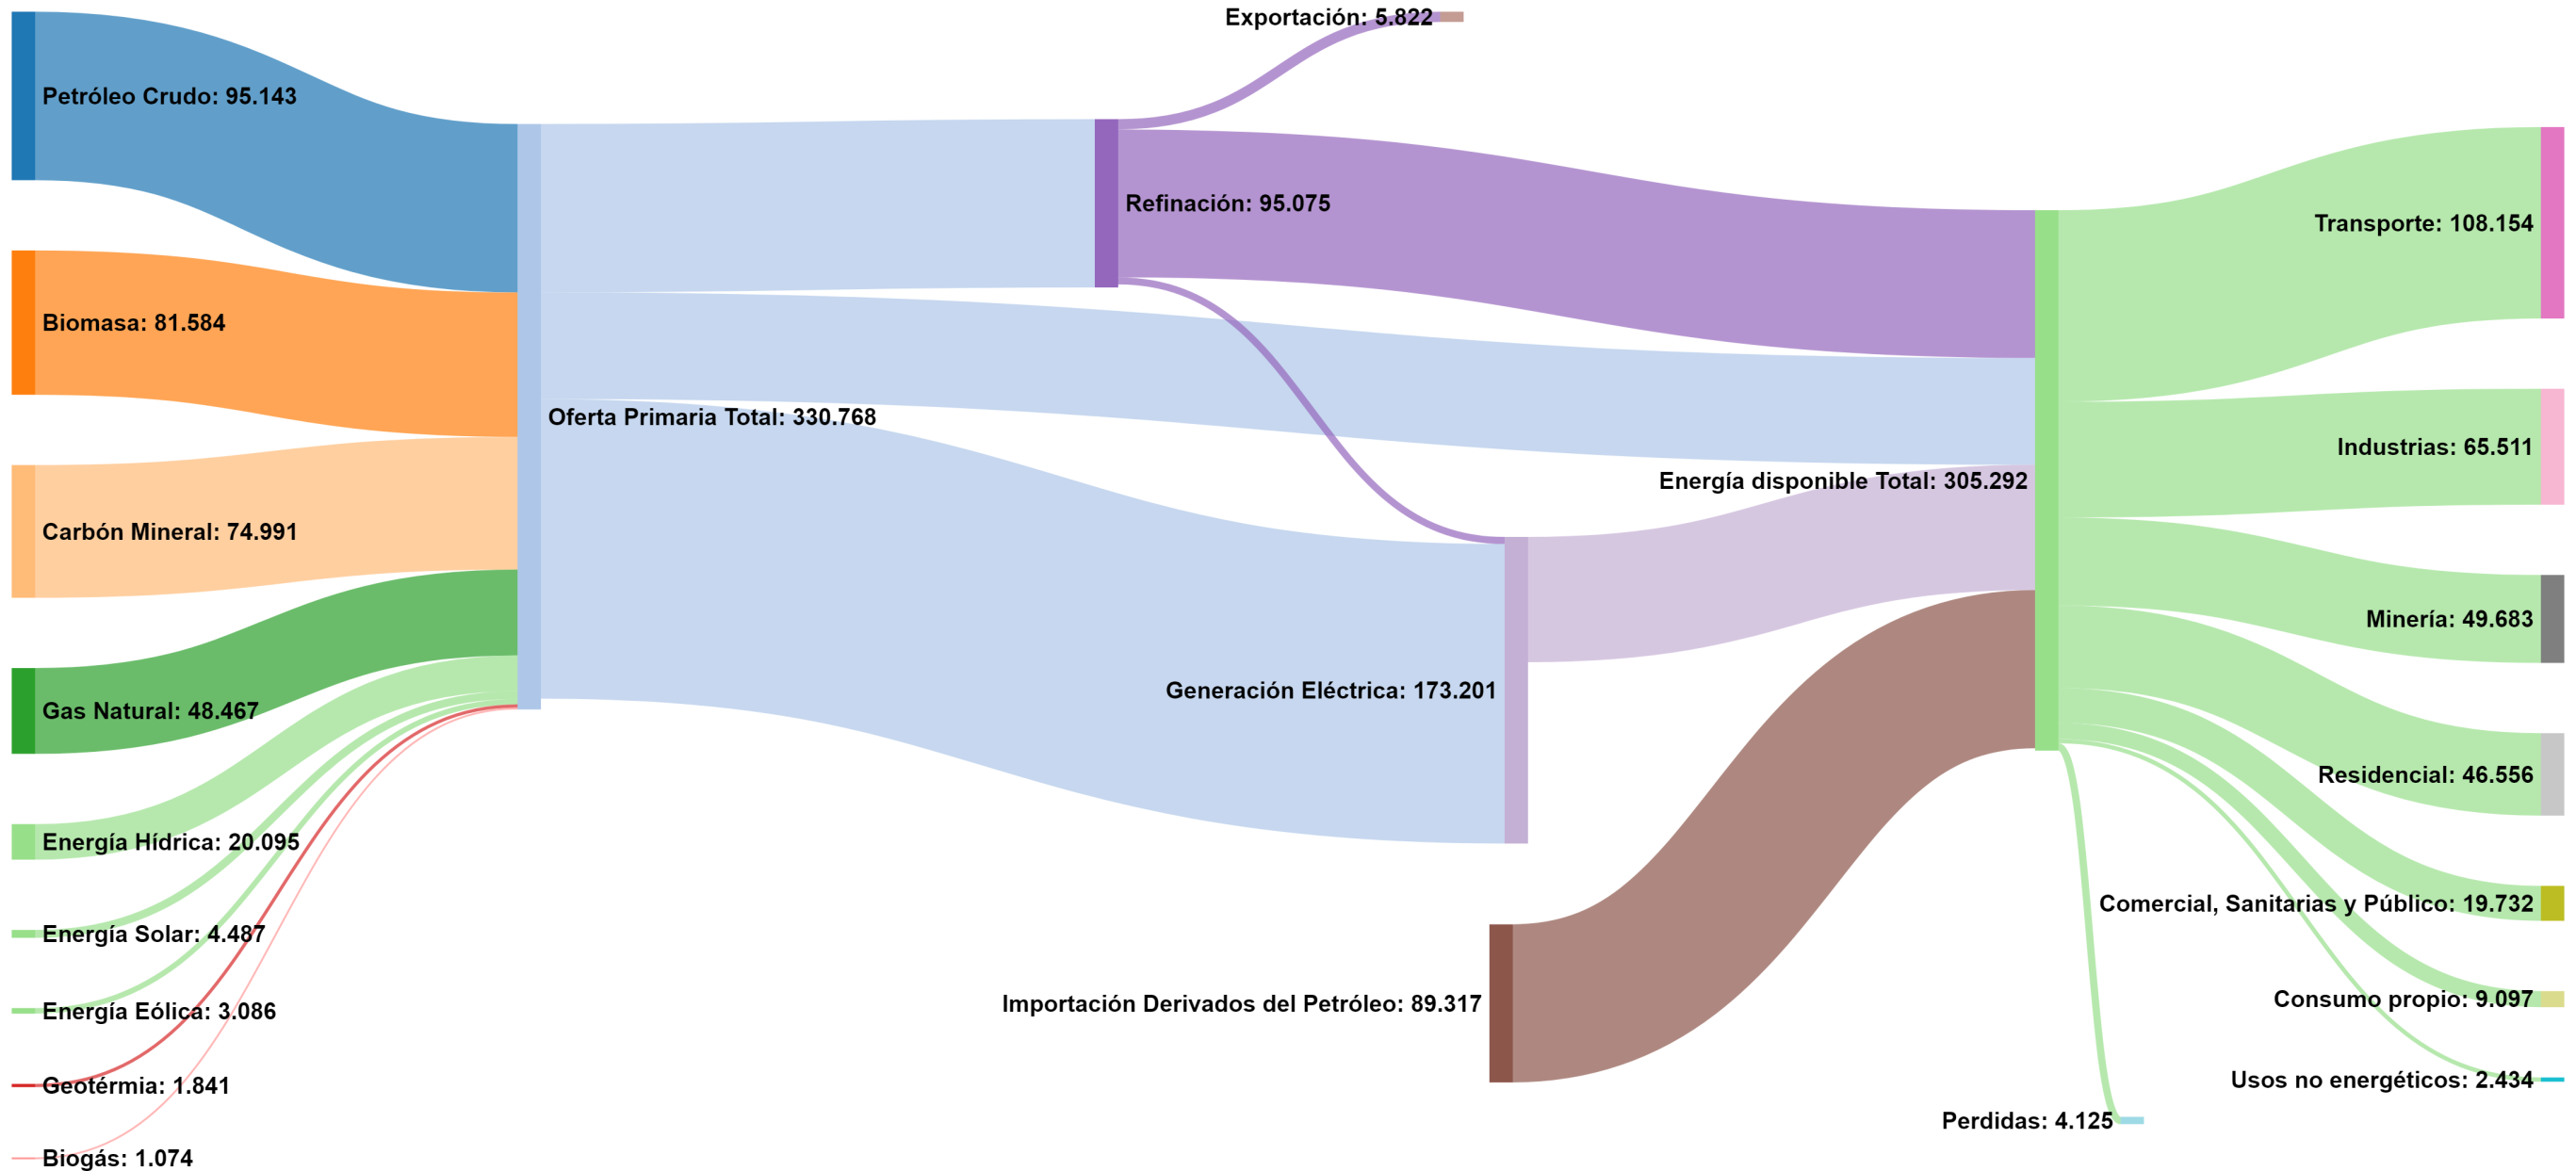 Exportación: 5.822
Petróleo Crudo: 95.143
Refinación: 95.075
Transporte: 108.154
Biomasa: 81.584
Oferta Primaria Total: 330.768
Industrias: 65.511
Energía disponible Total: 305.292
Carbón Mineral: 74.991
Minería: 49.683
Generación Eléctrica: 173.201
Gas Natural: 48.467
Residencial: 46.556
Energía Hídrica: 20.095
Comercial, Sanitarias y Público: 19.732
Energía Solar: 4.487
Importación Derivados del Petróleo: 89.317
Consumo propio: 9.097
Energía Eólica: 3.086
Usos no energéticos: 2.434
Geotérmia: 1.841
Perdidas: 4.125
Biogás: 1.074